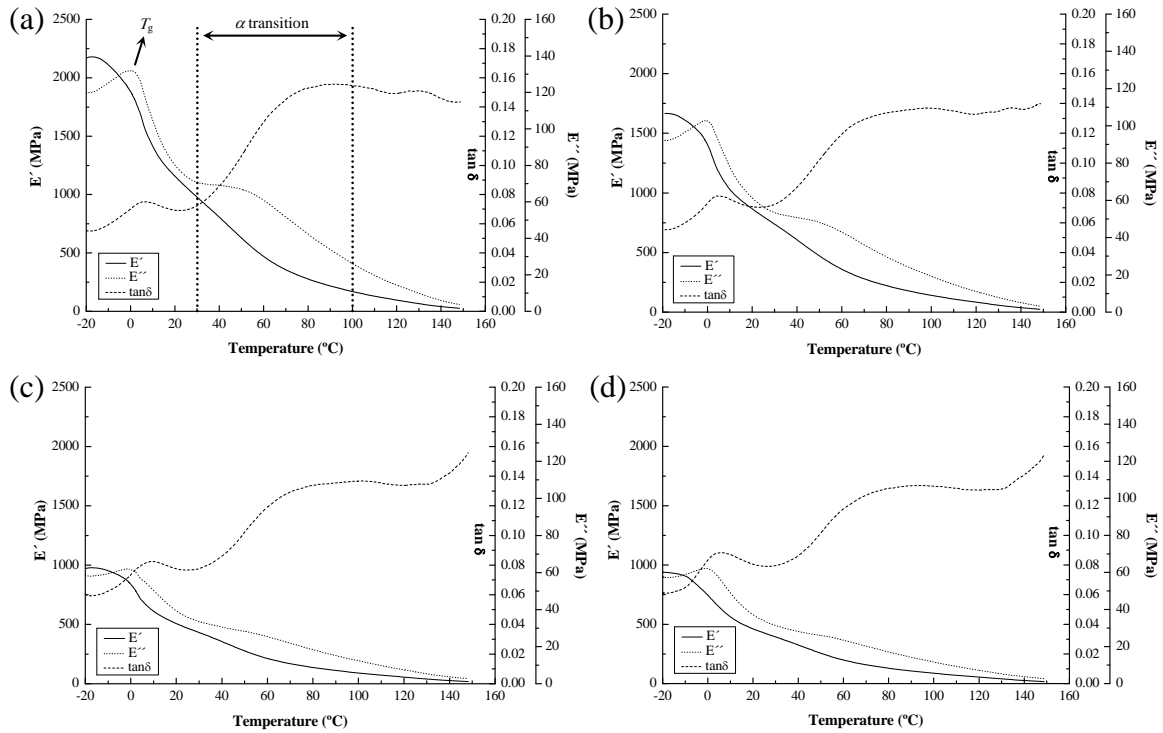 (a)
T_g
α transition
2500
2000
1500
1000
500
0
E´ (MPa)
-20 0 20 40 60 80 100 120 140 160
Temperature (ºC)
E´
E´´
tanδ
0.20
0.18
0.16
0.14
0.12
0.10
0.08
0.06
0.04
0.02
0.00
tan δ
160
140
120
100
80
60
40
20
0
E´´ (MPa)
(b)
2500
2000
1500
1000
500
0
E´ (MPa)
-20 0 20 40 60 80 100 120 140 160
Temperature (ºC)
E´
E´´
tanδ
0.20
0.18
0.16
0.14
0.12
0.10
0.08
0.06
0.04
0.02
0.00
tan δ
160
140
120
100
80
60
40
20
0
E´´ (MPa)
(c)
2500
2000
1500
1000
500
0
E´ (MPa)
-20 0 20 40 60 80 100 120 140 160
Temperature (ºC)
E´
E´´
tanδ
0.20
0.18
0.16
0.14
0.12
0.10
0.08
0.06
0.04
0.02
0.00
tan δ
160
140
120
100
80
60
40
20
0
E´´ (MPa)
(d)
2500
2000
1500
1000
500
0
E´ (MPa)
-20 0 20 40 60 80 100 120 140 160
Temperature (ºC)
E´
E´´
tanδ
0.20
0.18
0.16
0.14
0.12
0.10
0.08
0.06
0.04
0.02
0.00
tan δ
160
140
120
100
80
60
40
20
0
E´´ (MPa)